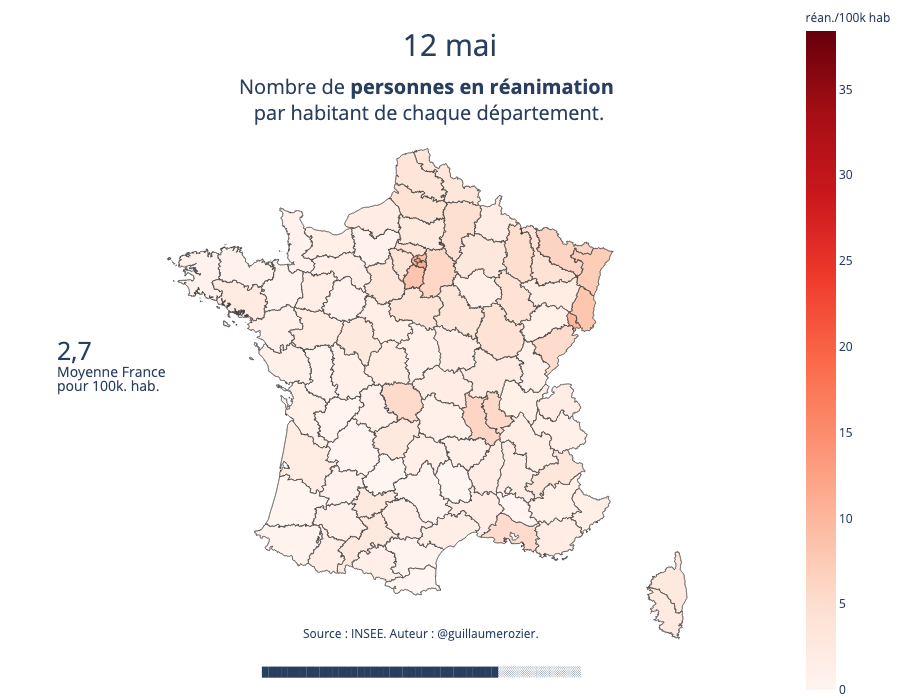 réan./100k hab
12 mai
Nombre de personnes en réanimation
par habitant de chaque département.
35
30
25
20
15
10
5
0
2,7
Moyenne France
pour 100k. hab.
Source : INSEE. Auteur : @guillaumerozier.